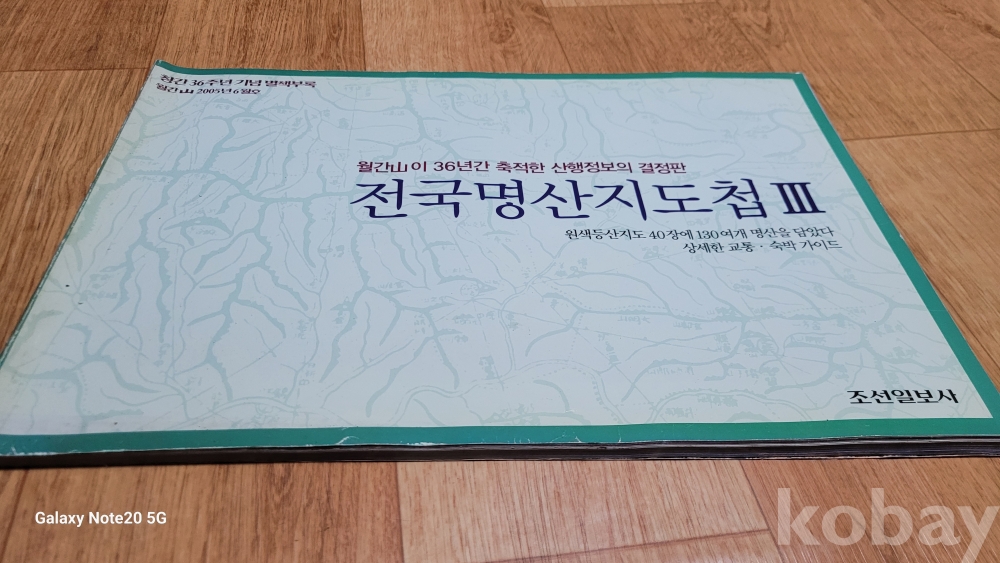 창간 36주년 기념 별책부록
월간山 2005년 6월호
월간山이 36년간 축적한 산행정보의 결정판
전국명산지도첩 III
원색등산지도 40장에 130여개 명산을 담았다
상세한 교통 · 숙박 가이드
조선일보사
Galaxy Note20 5G
kobay